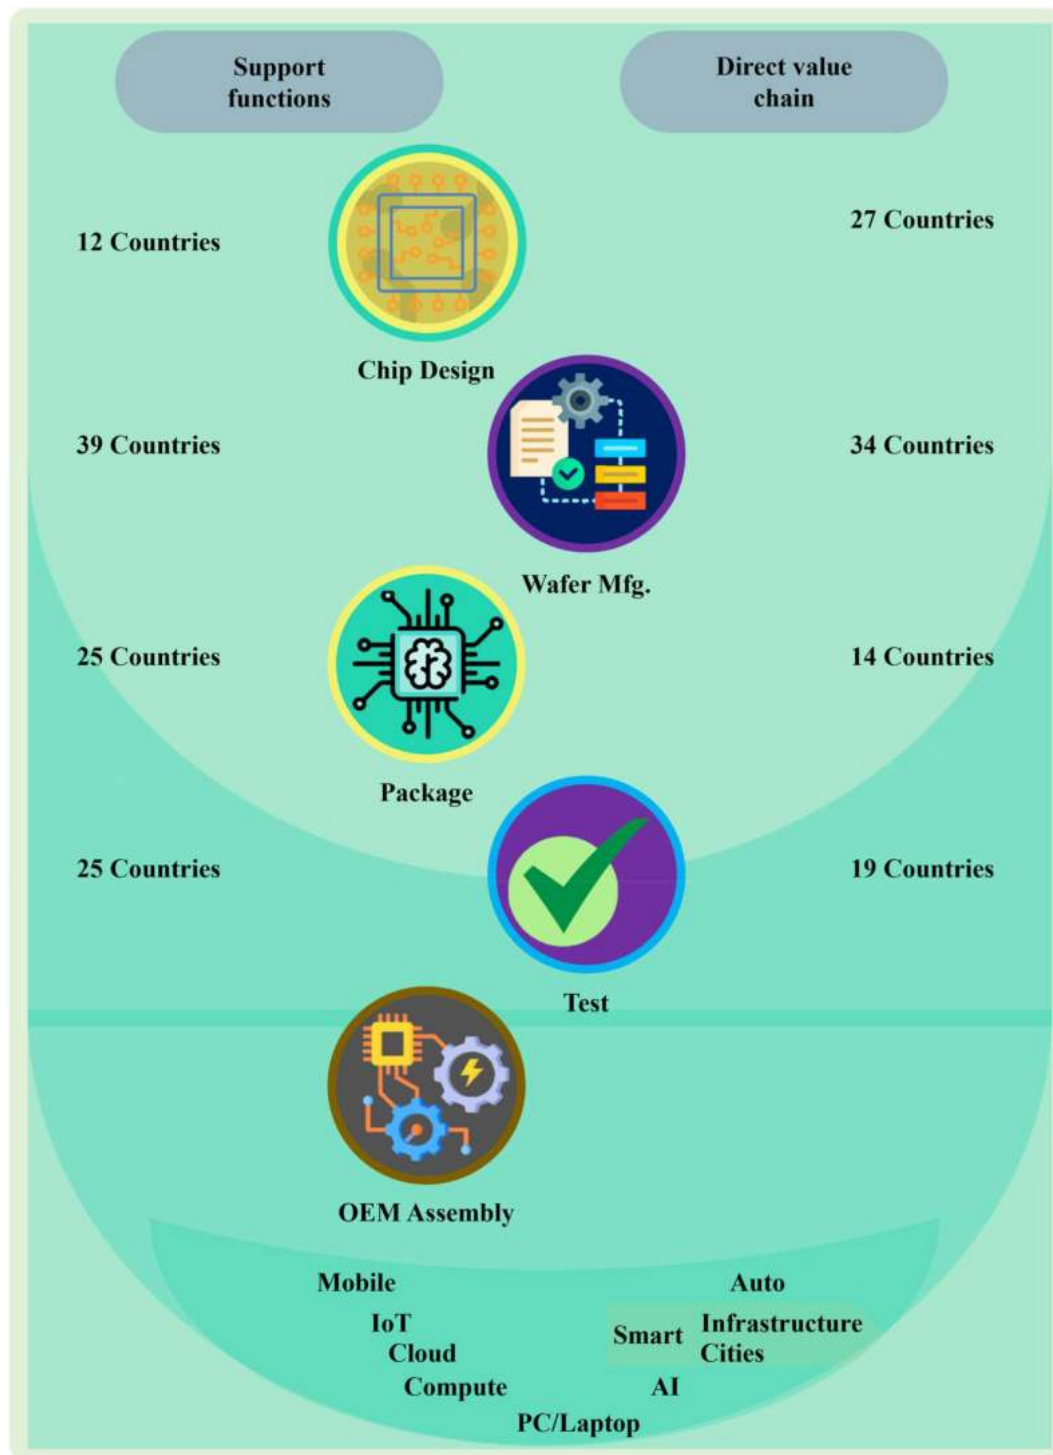 Support
functions
Direct value
chain
12 Countries
27 Countries
Chip Design
39 Countries
34 Countries
Wafer Mfg.
25 Countries
14 Countries
Package
25 Countries
19 Countries
Test
OEM Assembly
Mobile
Auto
IoT
Cloud
Smart
Infrastructure
Cities
Compute
AI
PC/Laptop